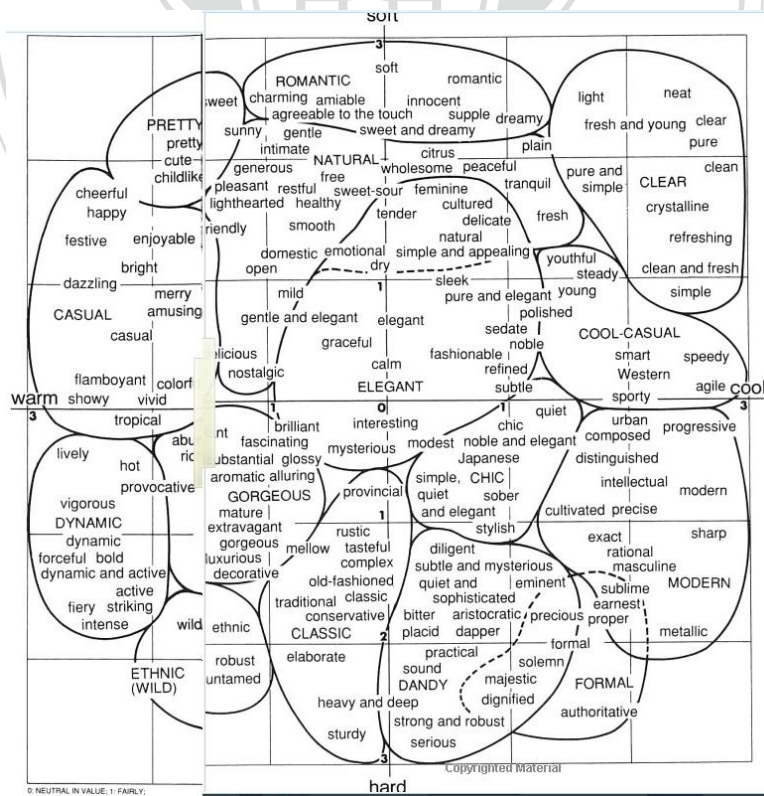 soft
3
soft
ROMANTIC romantic
sweet charming amiable innocent light neat
agreeable to the touch supple dreamy
PRETTY sunny gentle sweet and dreamy fresh and young clear
pretty intimate citrus plain pure
cute NATURAL wholesome peaceful
childlike generous free pure and simple clean
cheerful pleasant restful sweet-sour feminine tranquil CLEAR
happy lighthearted healthy cultured crystalline
tender delicate fresh
festive enjoyable riendly smooth natural refreshing
domestic emotional simple and appealing youthful
bright open dry steady clean and fresh
dazzling 1 sleek
merry mild pure and elegant young simple
CASUAL amusing gentle and elegant elegant polished
casual graceful sedate COOL-CASUAL
noble
elicious fashionable smart speedy
calm refined Western
flamboyant nostalgic ELEGANT subtle agile
warm showy vivid sporty cool
3 1 0 1 3
tropical brilliant interesting quiet urban progressive
fascinating chic composed
lively mysterious modest noble and elegant
hot ubstantial glossy Japanese distinguished
aromatic alluring simple, CHIC intellectual
provocative GORGEOUS provincial quiet sober modern
vigorous mature and elegant cultivated precise
DYNAMIC extravagant 1 stylish
dynamic gorgeous mellow rustic exact sharp
tasteful diligent rational
forceful bold luxurious complex subtle and mysterious masculine
dynamic and active decorative old-fashioned quiet and eminent MODERN
active sophisticated sublime
fiery striking traditional classic earnest
intense conservative bitter aristocratic precious proper
wild ethnic CLASSIC 2 placid dapper metallic
formal
robust elaborate practical
ETHNIC untamed sound solemn
(WILD) DANDY majestic FORMAL
heavy and deep dignified
authoritative
strong and robust
sturdy serious
3
Copyrighted Material
hard
0: NEUTRAL IN VALUE; 1: FAIRLY;